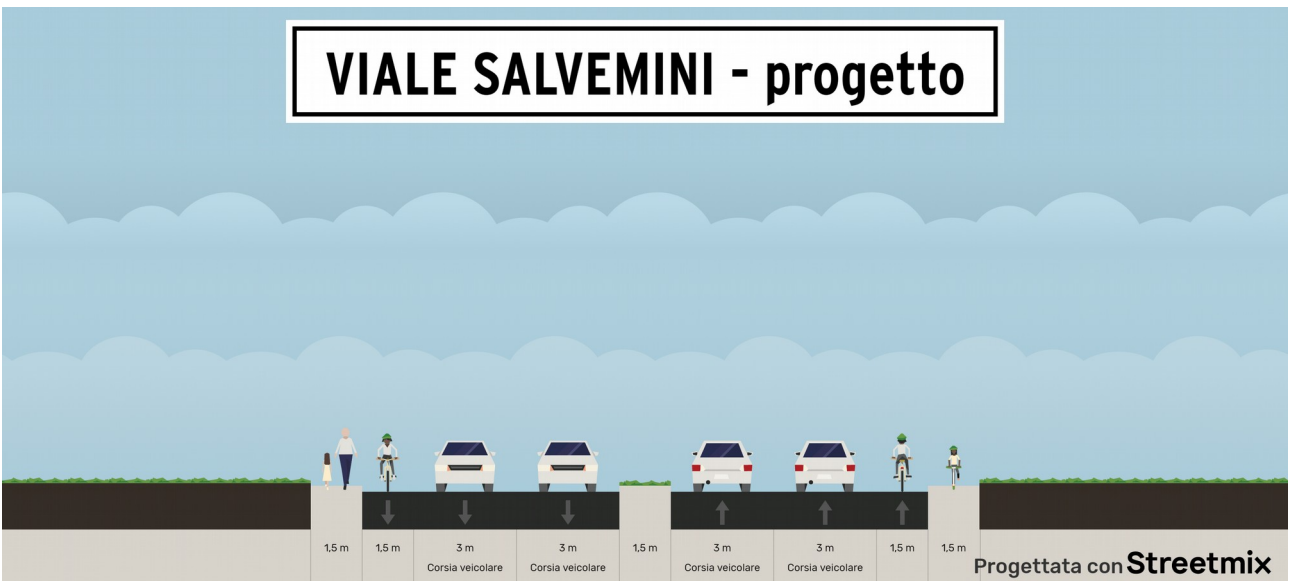 VIALE SALVEMINI - progetto
1,5 m 1,5 m 3 m 3 m 1,5 m 3 m 3 m 1,5 m 1,5 m
Corsia veicolare Corsia veicolare Corsia veicolare Corsia veicolare
Progettata con Streetmix